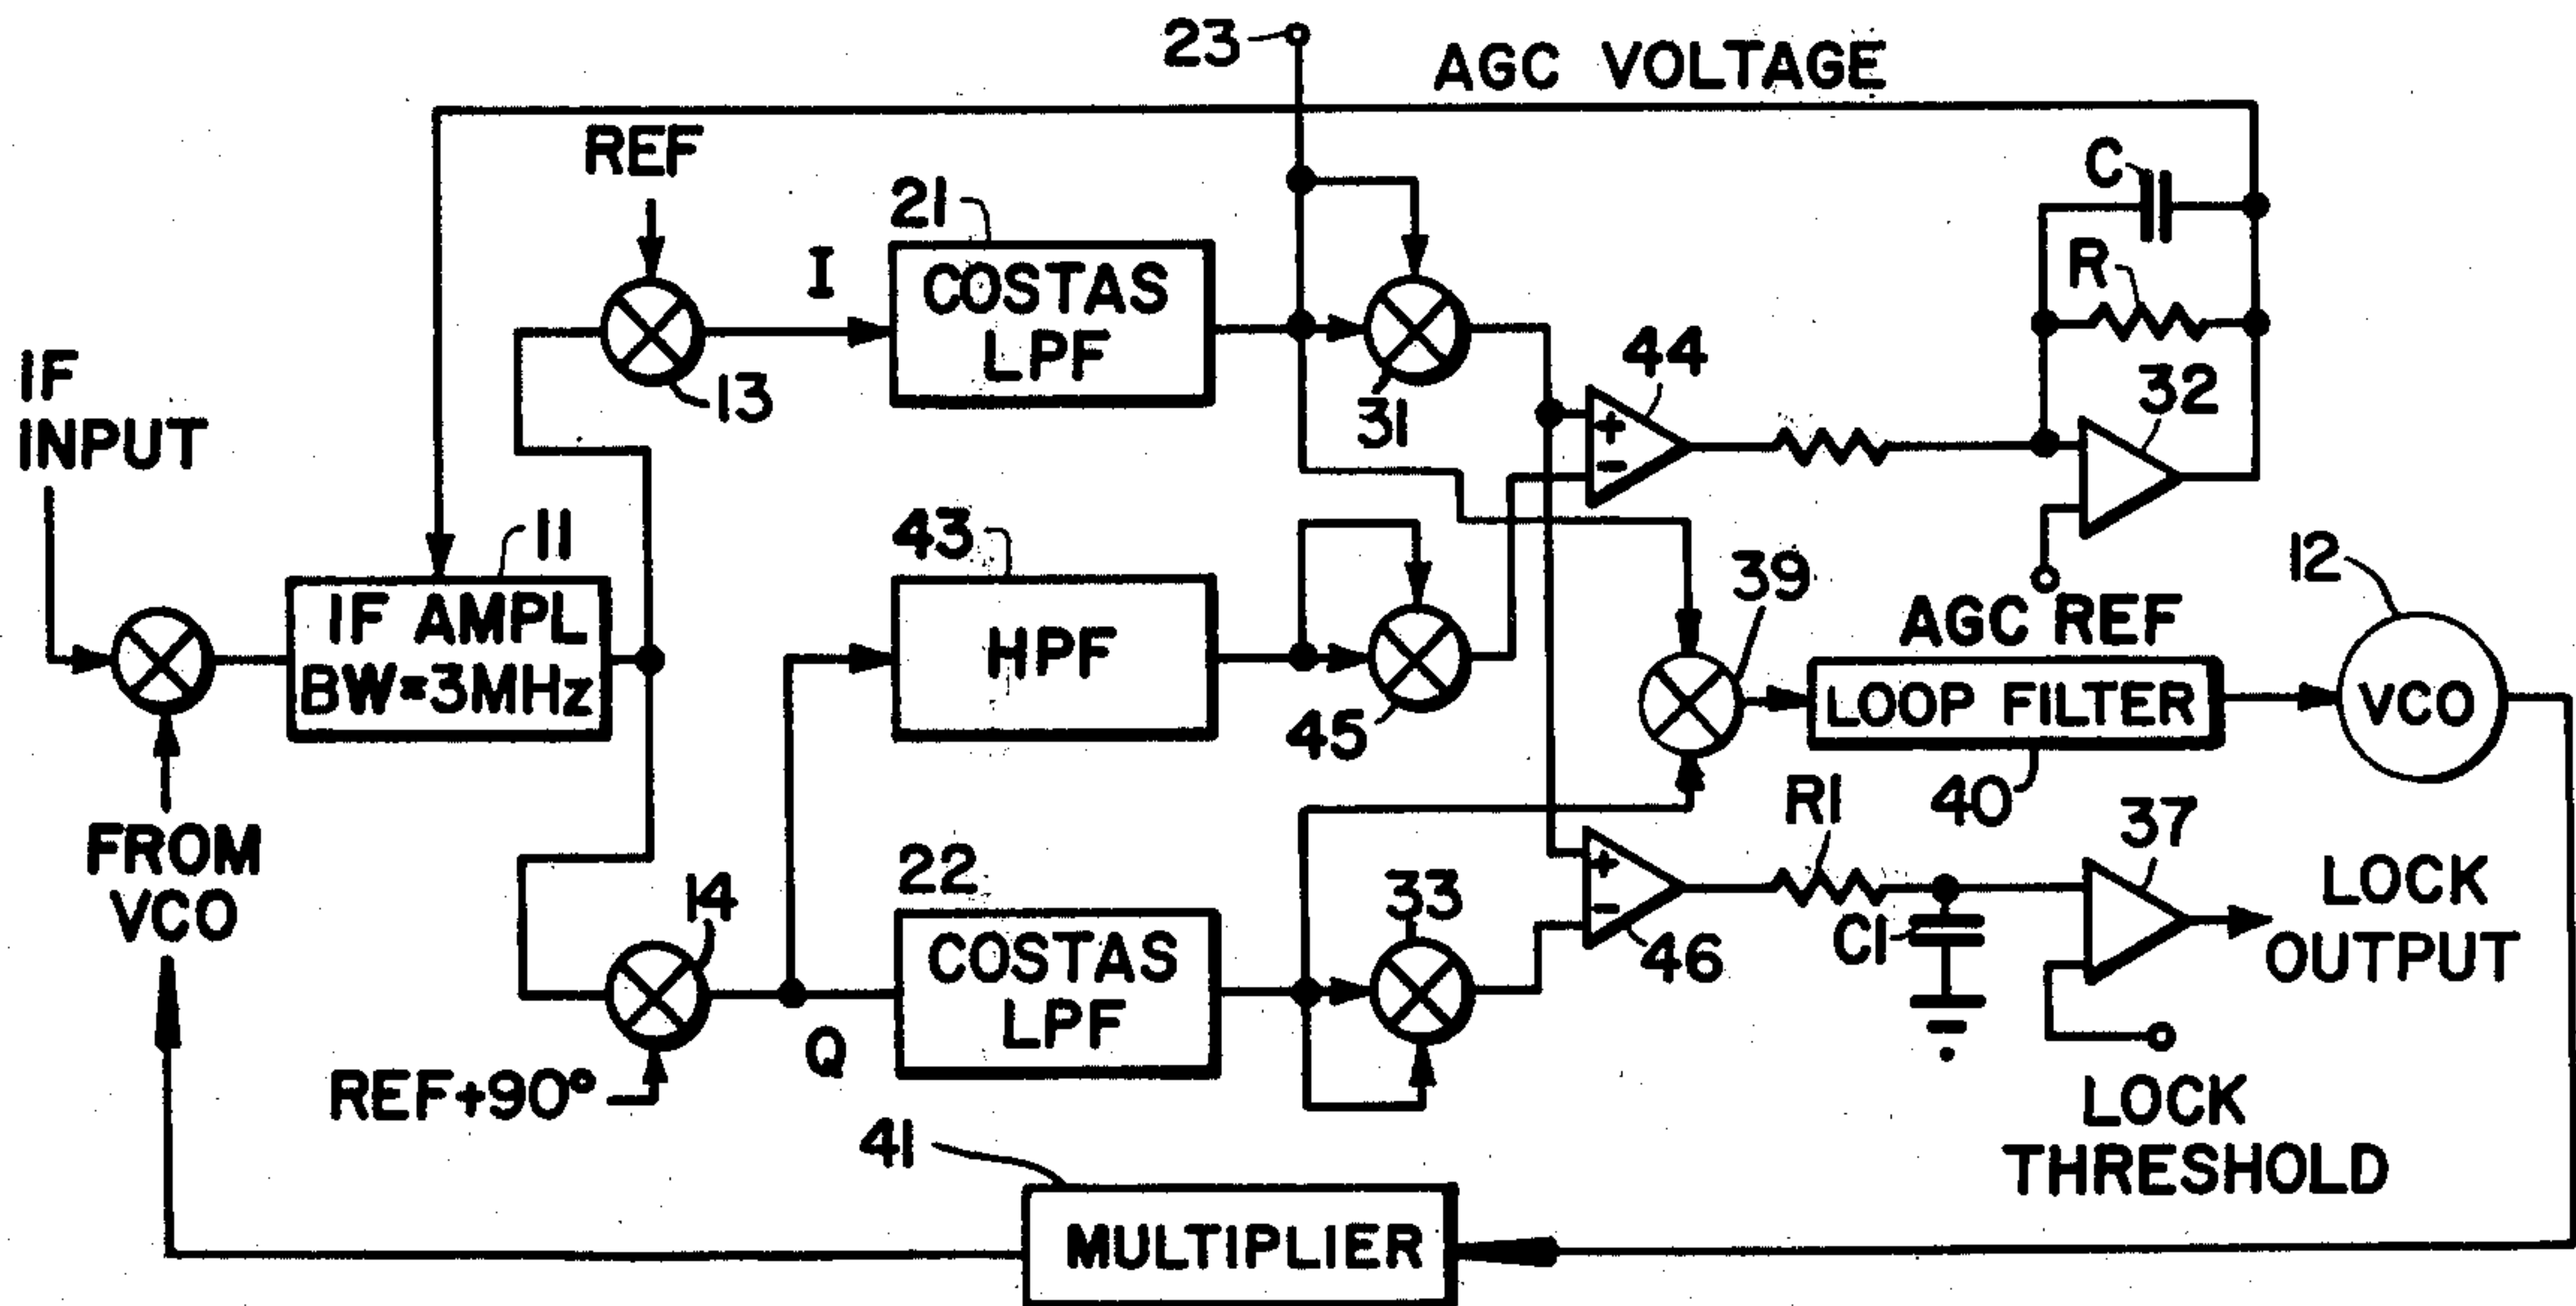 23
AGC VOLTAGE
REF
C
21
I
COSTAS
LPF
R
13
31
44
32
IF
INPUT
+
-
11
43
39
12
IF AMPL
BW=3MHz
HPF
AGC REF
45
LOOP FILTER
VCO
40
FROM
VCO
R1
37
22
14
33
+
-
46
C1
LOCK
OUTPUT
COSTAS
LPF
Q
REF+90°
LOCK
THRESHOLD
41
MULTIPLIER